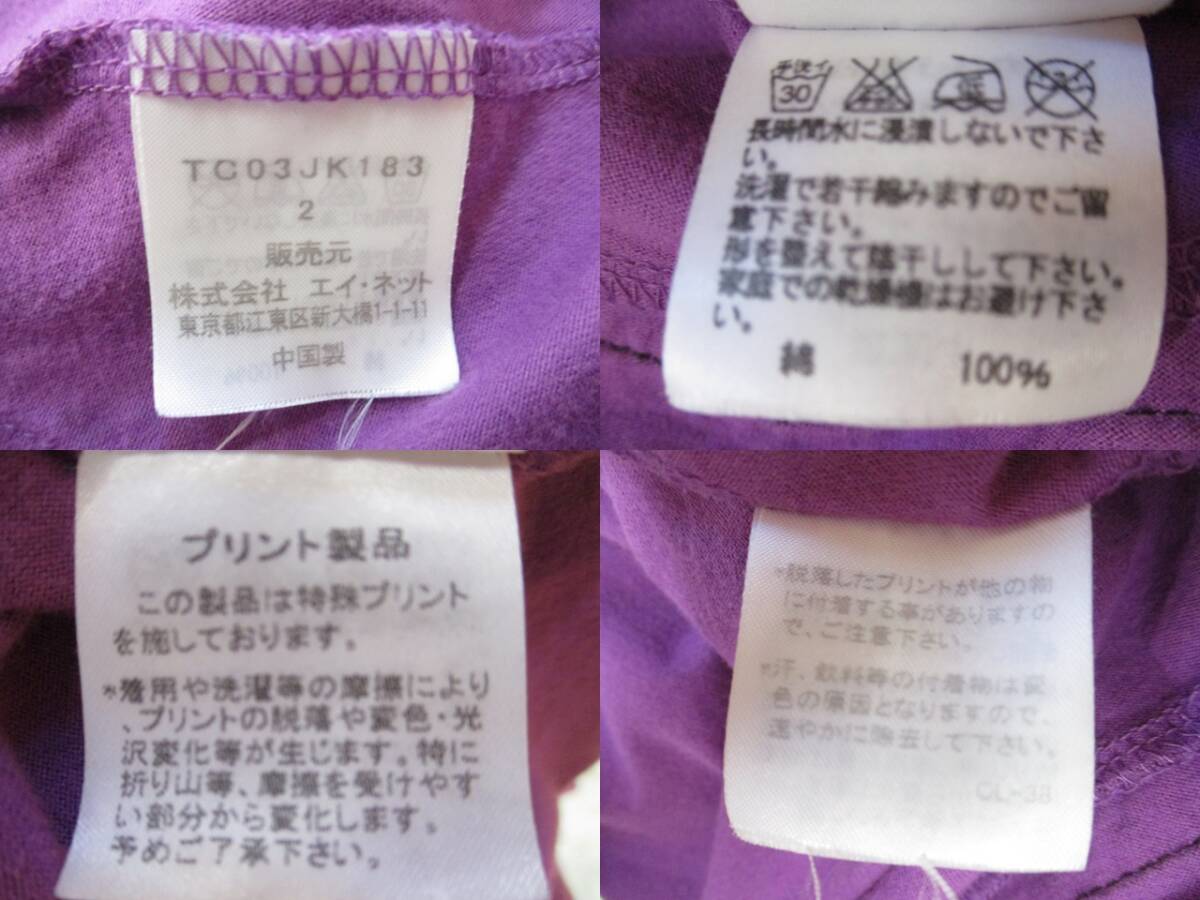 TC03JK183
2
販売元
株式会社 エイ・ネット
東京都江東区新大橋1-1-11
中国製
手洗イ
30
長時間水に浸漬しないで下さ
い。
洗濯で若干縮みますのでご留
意下さい。
形を整えて陰干しして下さい。
家庭での乾燥機はお避け下さ
い。
綿 100%
プリント製品
この製品は特殊プリント
を施しております。
*着用や洗濯等の摩擦により
、プリントの脱落や変色・光
沢変化等が生じます。特に
折り山等、摩擦を受けやす
い部分から変化します。
予めご了承下さい。
*脱落したプリントが他の物
に付着する事がありますの
で、ご注意下さい。
*汗、飲料等の付着物は変
色の原因となりますので、
速やかに除去して下さい。
CL-38